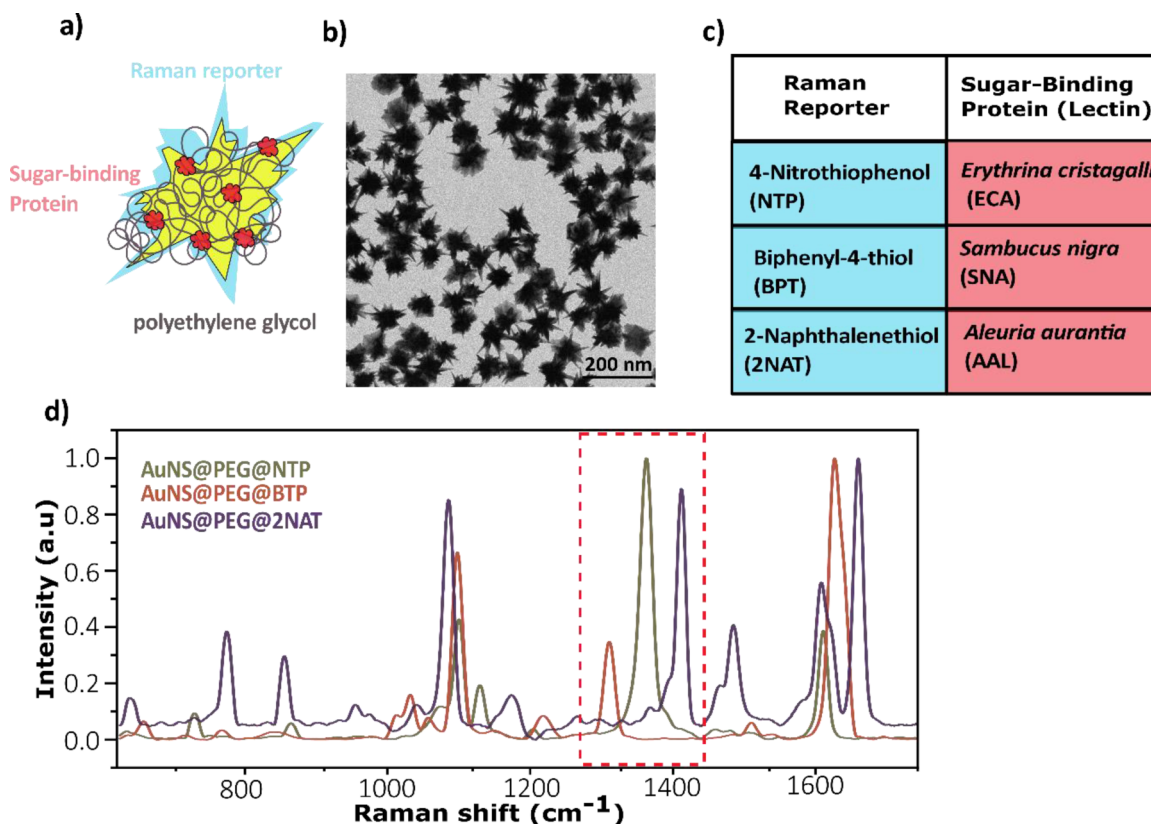 a)
Raman reporter
Sugar-binding
Protein
polyethylene glycol
b)
200 nm
c)
Raman
Reporter
Sugar-Binding
Protein (Lectin)
4-Nitrothiophenol
(NTP)
Erythrina cristagalli
(ECA)
Biphenyl-4-thiol
(BPT)
Sambucus nigra
(SNA)
2-Naphthalenethiol
(2NAT)
Aleuria aurantia
(AAL)
d)
AuNS@PEG@NTP
AuNS@PEG@BTP
AuNS@PEG@2NAT
Intensity (a.u)
1.0
0.8
0.6
0.4
0.2
0.0
800 1000 1200 1400 1600
Raman shift (cm⁻¹)